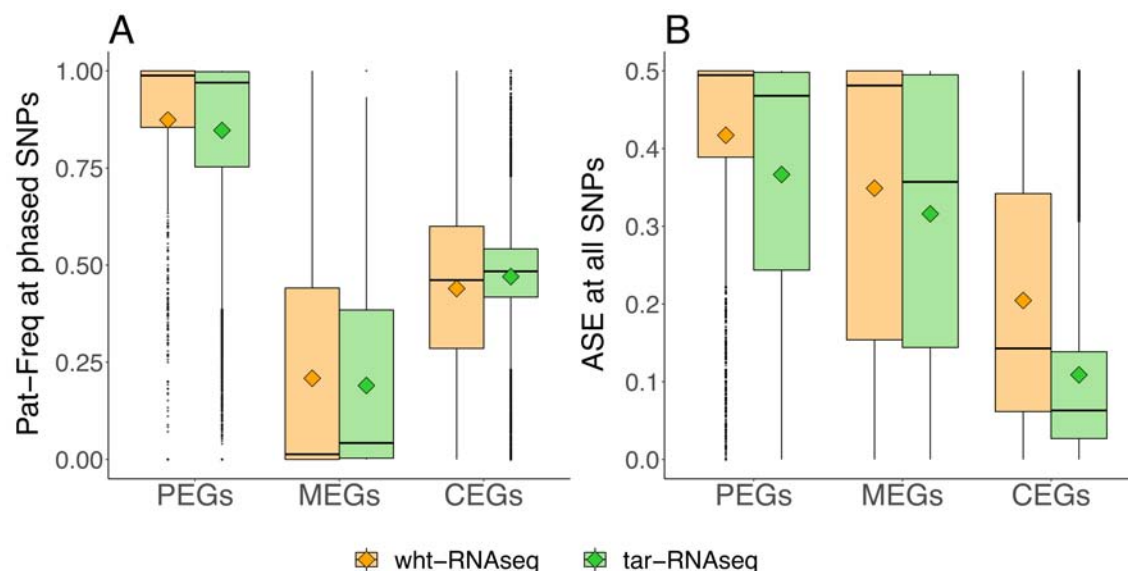 A
Pat−Freq at phased SNPs
1.00
0.75
0.50
0.25
0.00
PEGs MEGs CEGs
B
ASE at all SNPs
0.5
0.4
0.3
0.2
0.1
0.0
PEGs MEGs CEGs
wht−RNAseq tar−RNAseq